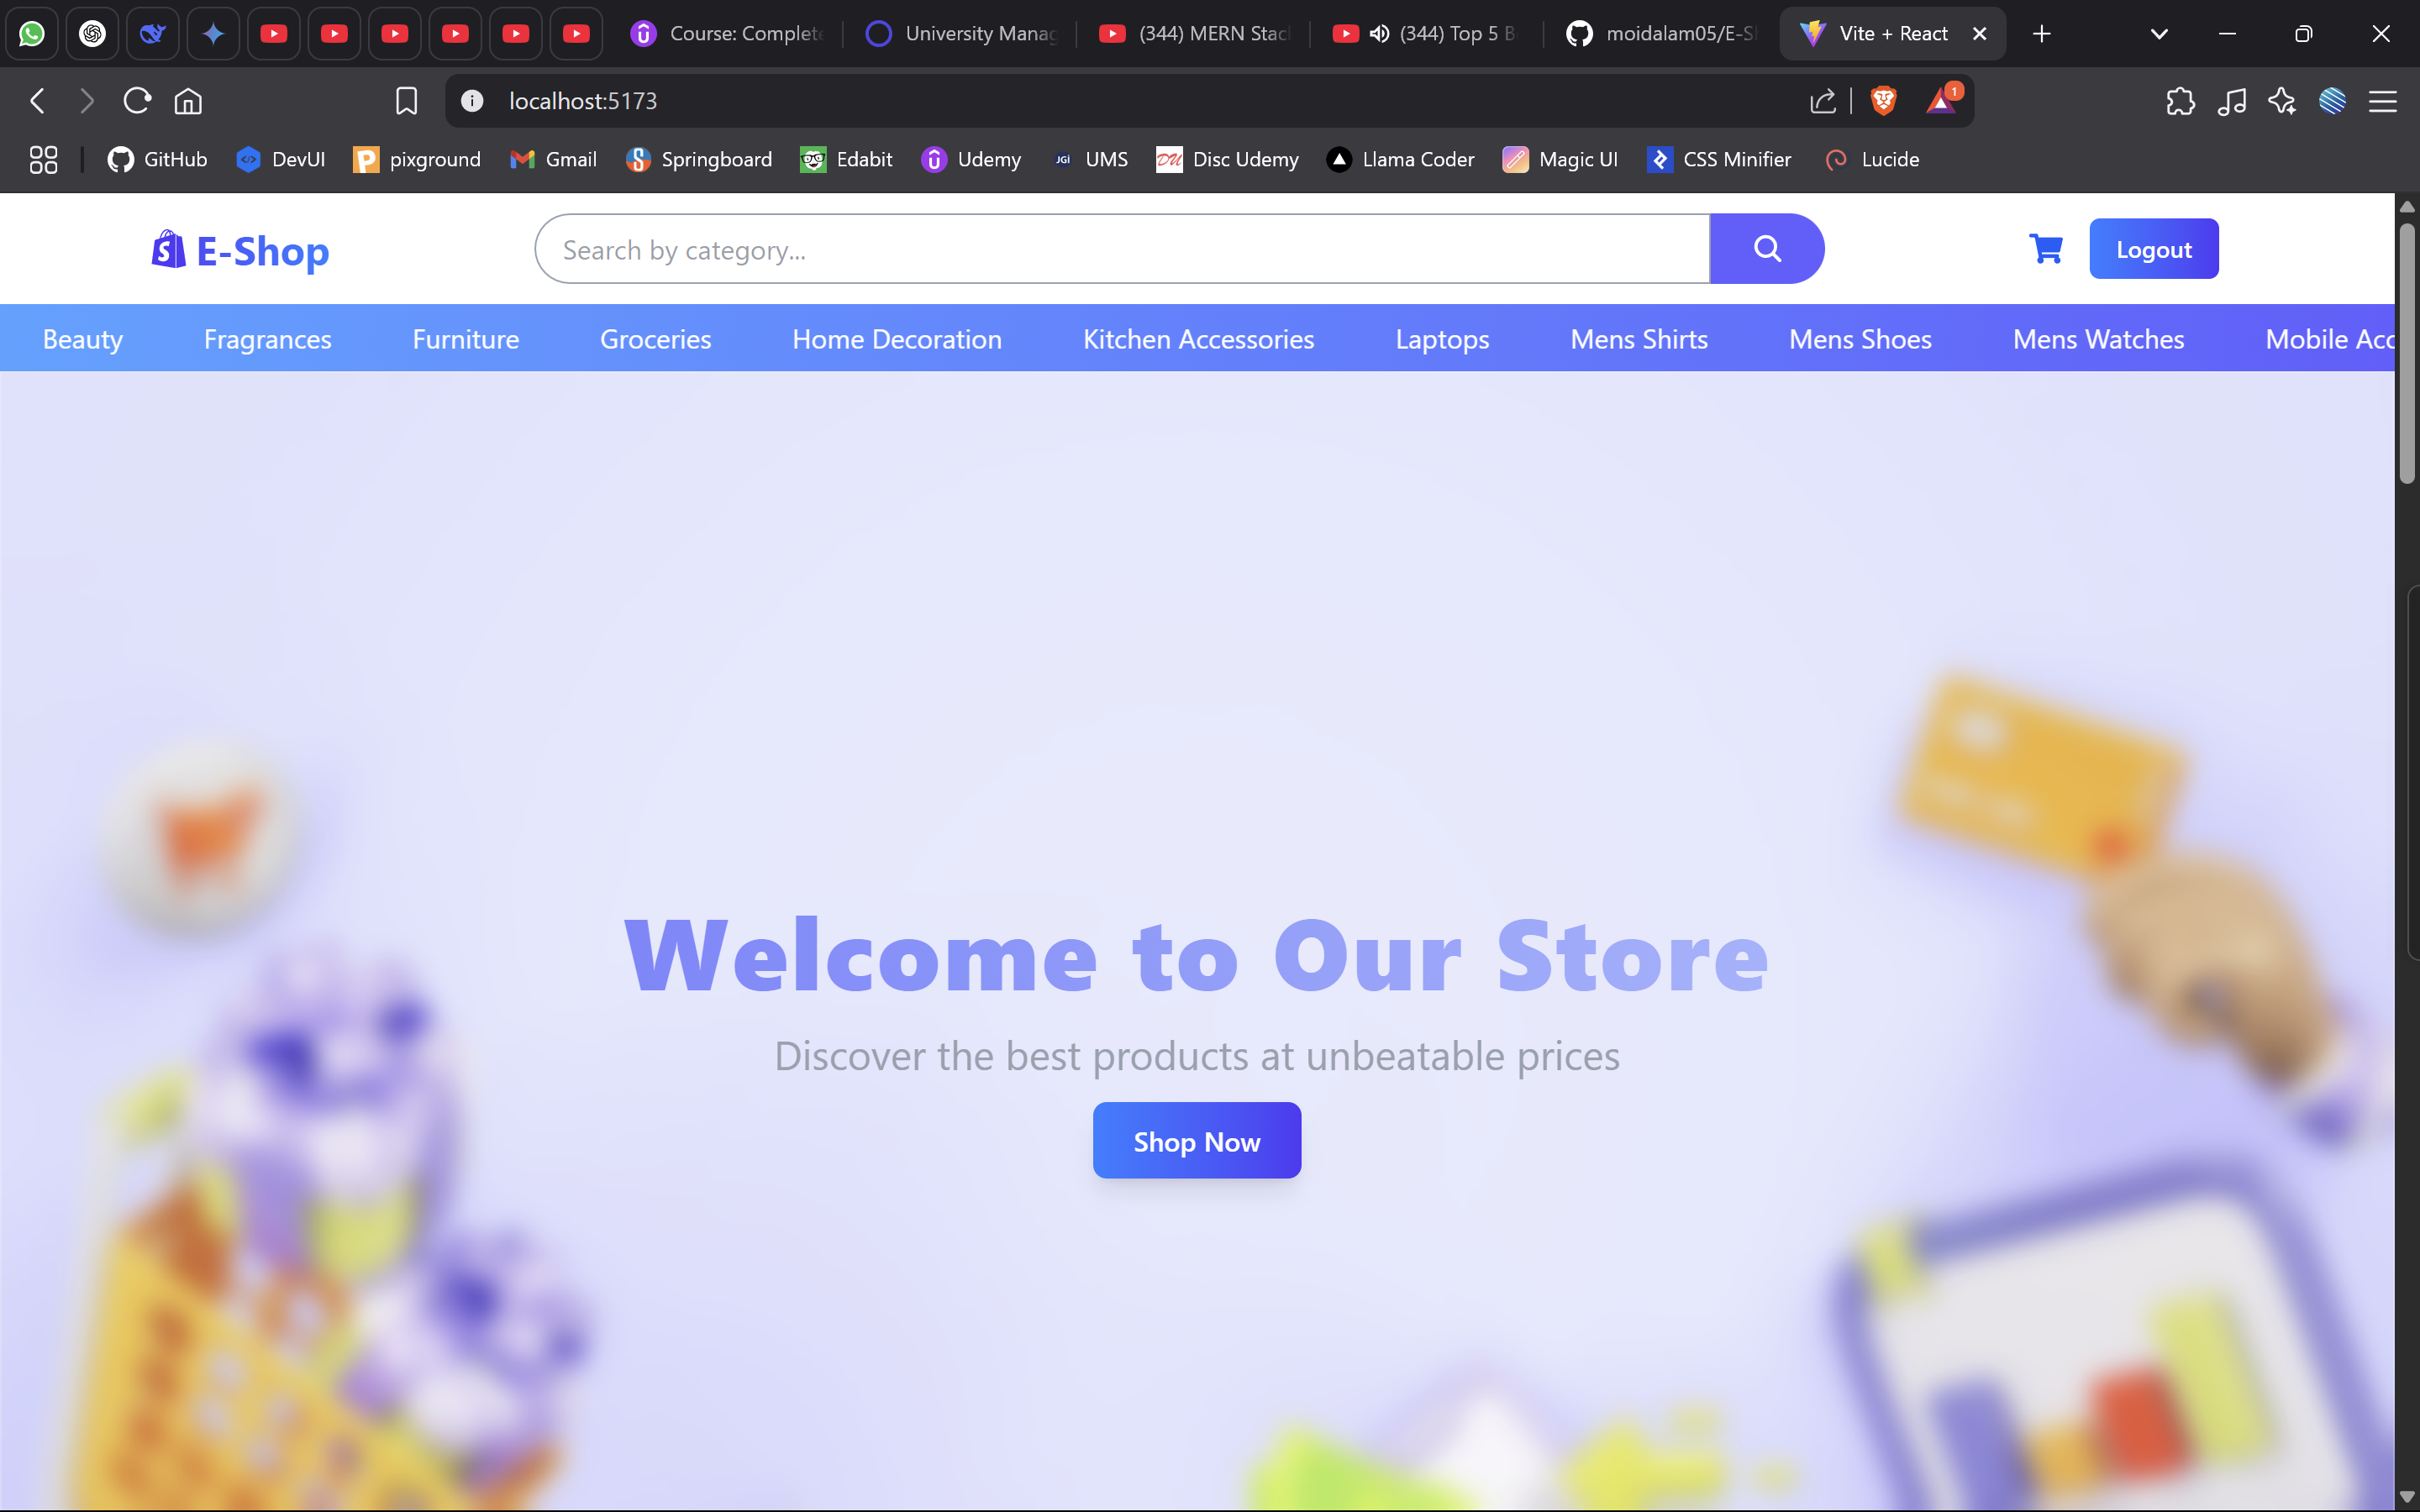 Course: Complete
University Manag
(344) MERN Stac
(344) Top 5 B
moidalam05/E-S
Vite + React
localhost:5173
1
GitHub
DevUI
pixground
Gmail
Springboard
Edabit
Udemy
JGI UMS
DU Disc Udemy
Llama Coder
Magic UI
CSS Minifier
Lucide
E-Shop
Search by category...
Logout
Beauty
Fragrances
Furniture
Groceries
Home Decoration
Kitchen Accessories
Laptops
Mens Shirts
Mens Shoes
Mens Watches
Mobile Acc
Welcome to Our Store
Discover the best products at unbeatable prices
Shop Now